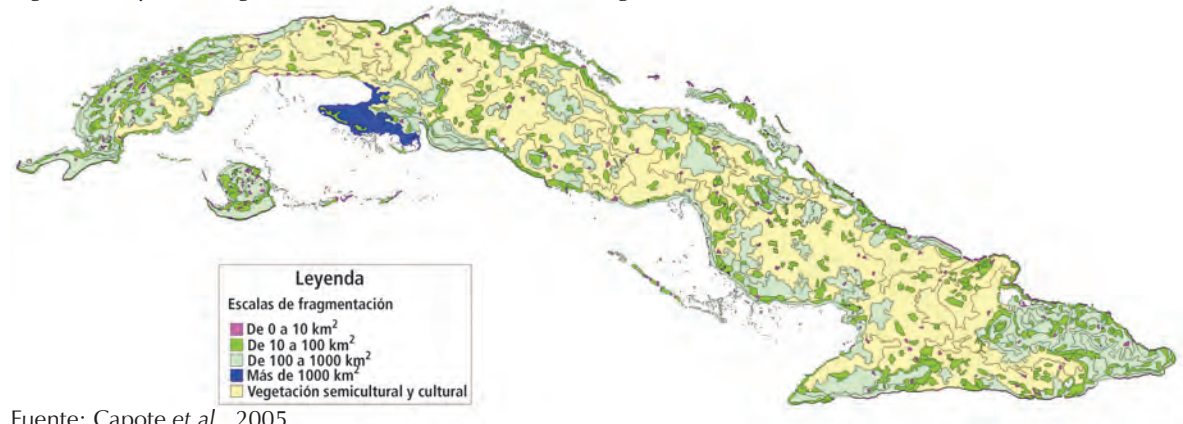 Leyenda
Escalas de fragmentación
De 0 a 10 km²
De 10 a 100 km²
De 100 a 1000 km²
Más de 1000 km²
Vegetación semicultural y cultural
Fuente: Capote et al., 2005